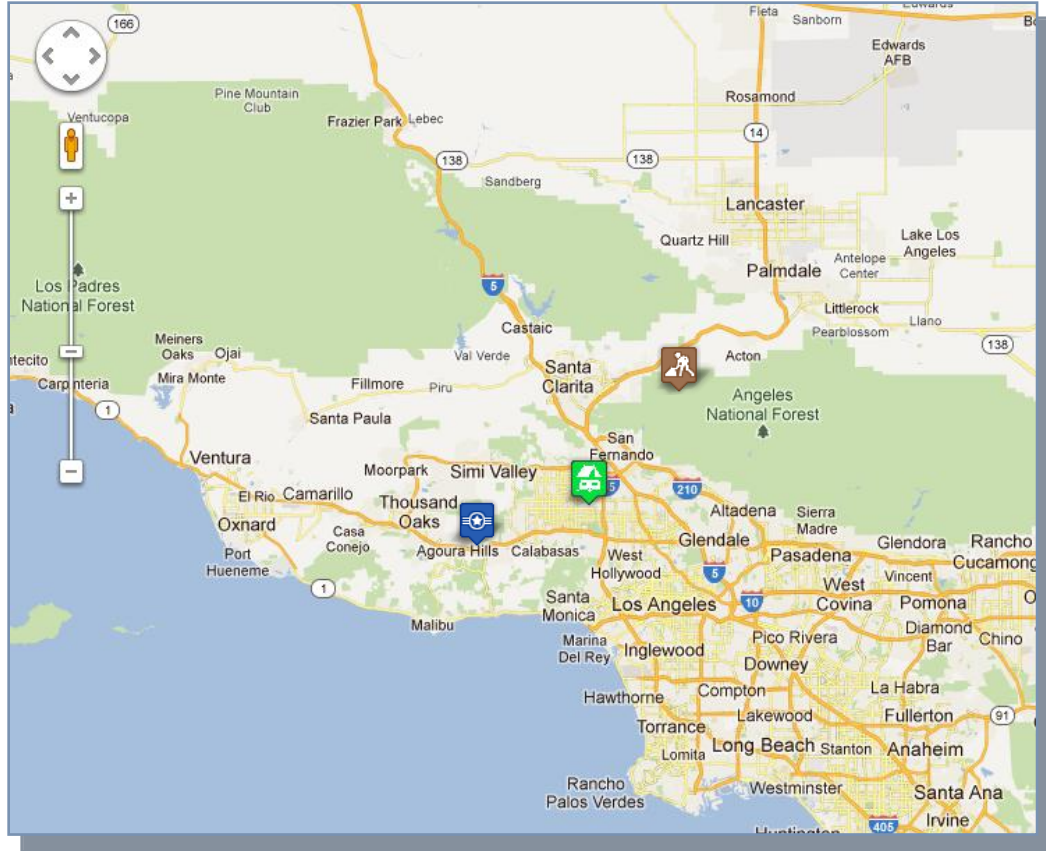 166
Fleta
Sanborn
Edwards
AFB
Pine Mountain
Club
Rosamond
Ventucopa
Frazier Park
Lebec
14
138
138
Sandberg
Lancaster
Quartz Hill
Lake Los
Angeles
Antelope
Center
Palmdale
Los Padres
National Forest
5
Littlerock
Llano
Pearblossom
Castaic
138
Meiners
Oaks
Ojai
Val Verde
Acton
Santa
Clarita
Mira Monte
Fillmore
Piru
Carpinteria
Angeles
National Forest
1
Santa Paula
San
Fernando
Ventura
Moorpark
Simi Valley
5
210
El Rio
Camarillo
Thousand
Oaks
Altadena
Sierra
Madre
Oxnard
Casa
Conejo
Agoura Hills
Calabasas
Glendale
Glendora
Rancho
Cucamong
Port
Hueneme
West
Hollywood
Pasadena
5
West
Covina
Vincent
1
Santa
Monica
Los Angeles
10
Pomona
Malibu
Diamond
Bar
Chino
Marina
Del Rey
Inglewood
Pico Rivera
Downey
Hawthorne
Compton
La Habra
Torrance
Lakewood
Fullerton
91
Lomita
Long Beach
Stanton
Anaheim
Rancho
Palos Verdes
Westminster
Santa Ana
Irvine
405